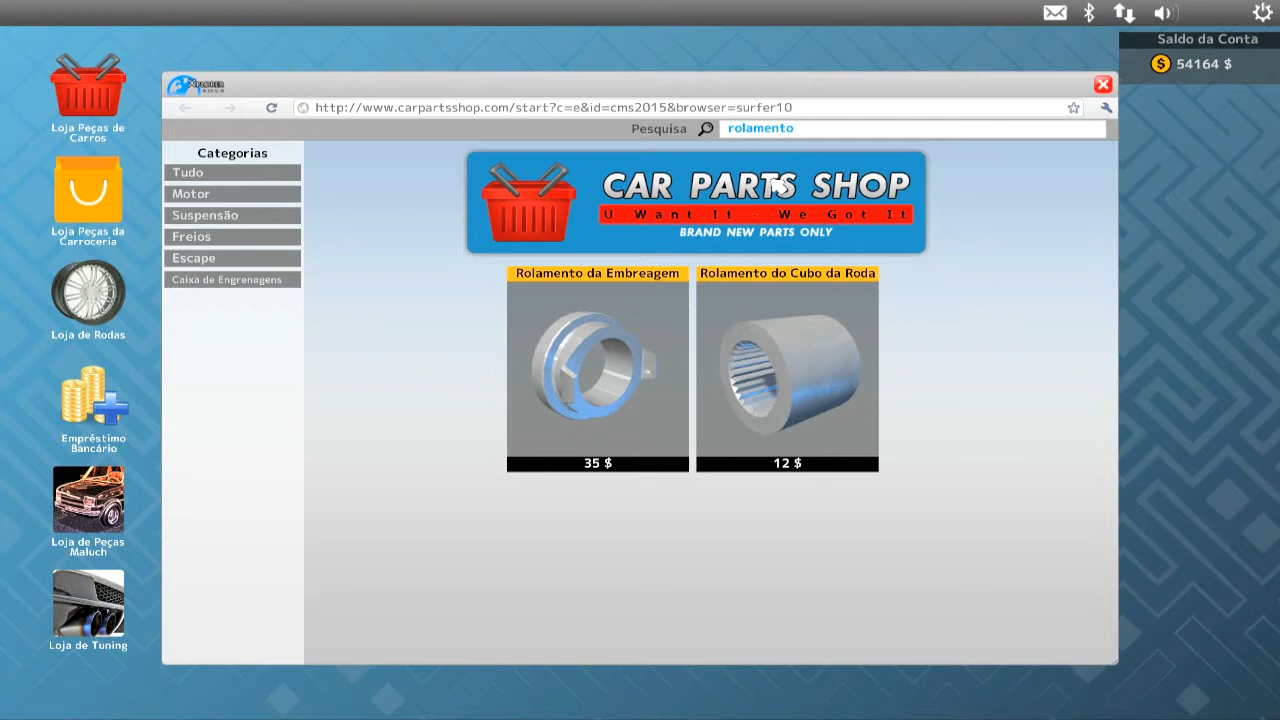 Saldo da Conta
$ 54164 $
Loja Peças de
Carros
Loja Peças da
Carroceria
Loja de Rodas
Empréstimo
Bancário
Loja de Peças
Maluch
Loja de Tuning
XPLORER
http://www.carpartsshop.com/start?c=e&id=cms2015&browser=surfer10
Pesquisa
rolamento
Categorias
Tudo
Motor
Suspensão
Freios
Escape
Caixa de Engrenagens
CAR PARTS SHOP
U Want It - We Got It
BRAND NEW PARTS ONLY
Rolamento da Embreagem
35 $
Rolamento do Cubo da Roda
12 $